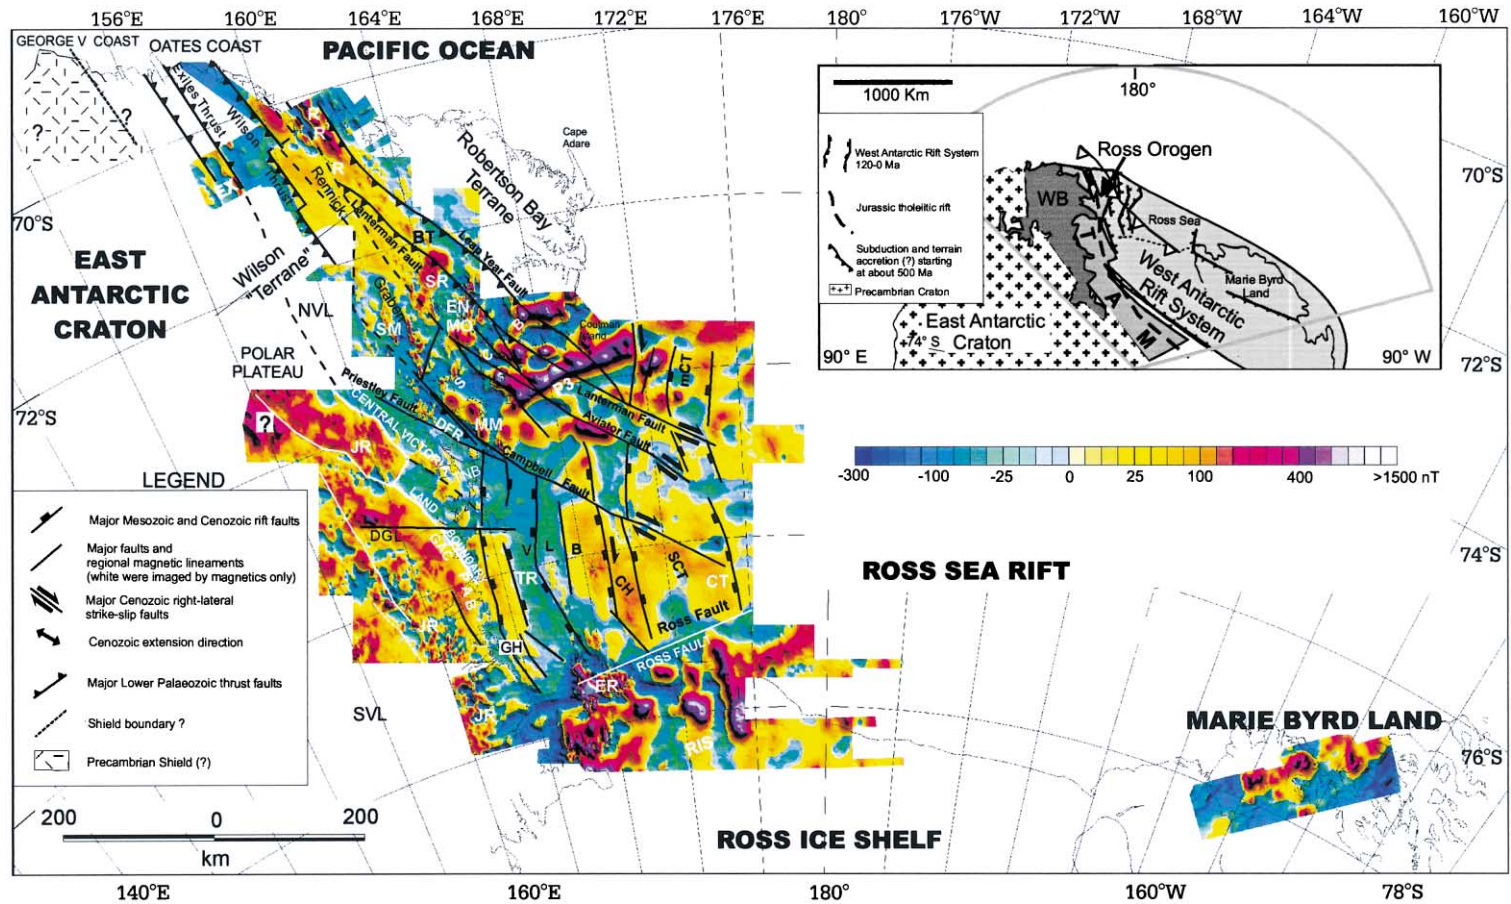 156°E 160°E 164°E 168°E 172°E 176°E 180° 176°W 172°W 168°W 164°W 160°W
GEORGE V COAST
OATES COAST
PACIFIC OCEAN
Exiles Thrust
Wilson
Thrust
?
?
EX
R
R
R
Rennick
Graben
Lanterman Fault
BT
Leap Year Fault
Robertson Bay
Terrane
Cape
Adare
70°S
EAST
ANTARCTIC
CRATON
Wilson
"Terrane"
NVL
POLAR
PLATEAU
SR
EN
MO
SM
S
Priestley Fault
DFR
MM
Campbell
Fault
Lanterman Fault
Aviator Fault
mCT
72°S
?
JR
CENTRAL VICTORIA
LAND
BOUNDARY
NB
DGL
V
L
B
TR
CH
SCT
CT
Ross Fault
ROSS FAULT
JR
GH
ER
JR
RIS
SVL
1000 Km
180°
West Antarctic Rift System
120-0 Ma
Jurassic tholeiitic rift
Subduction and terrain
accretion (?) starting
at about 500 Ma
Precambrian Craton
Ross Orogen
WB
Ross Sea
T
A
M
West Antarctic
Rift System
Marie Byrd
Land
East Antarctic
Craton
74° S
90° E
90° W
70°S
72°S
-300 -100 -25 0 25 100 400 >1500 nT
74°S
ROSS SEA RIFT
LEGEND
Major Mesozoic and Cenozoic rift faults
Major faults and
regional magnetic lineaments
(white were imaged by magnetics only)
Major Cenozoic right-lateral
strike-slip faults
Cenozoic extension direction
Major Lower Palaeozoic thrust faults
Shield boundary ?
Precambrian Shield (?)
MARIE BYRD LAND
76°S
200 0 200
km
ROSS ICE SHELF
140°E 160°E 180° 160°W 78°S